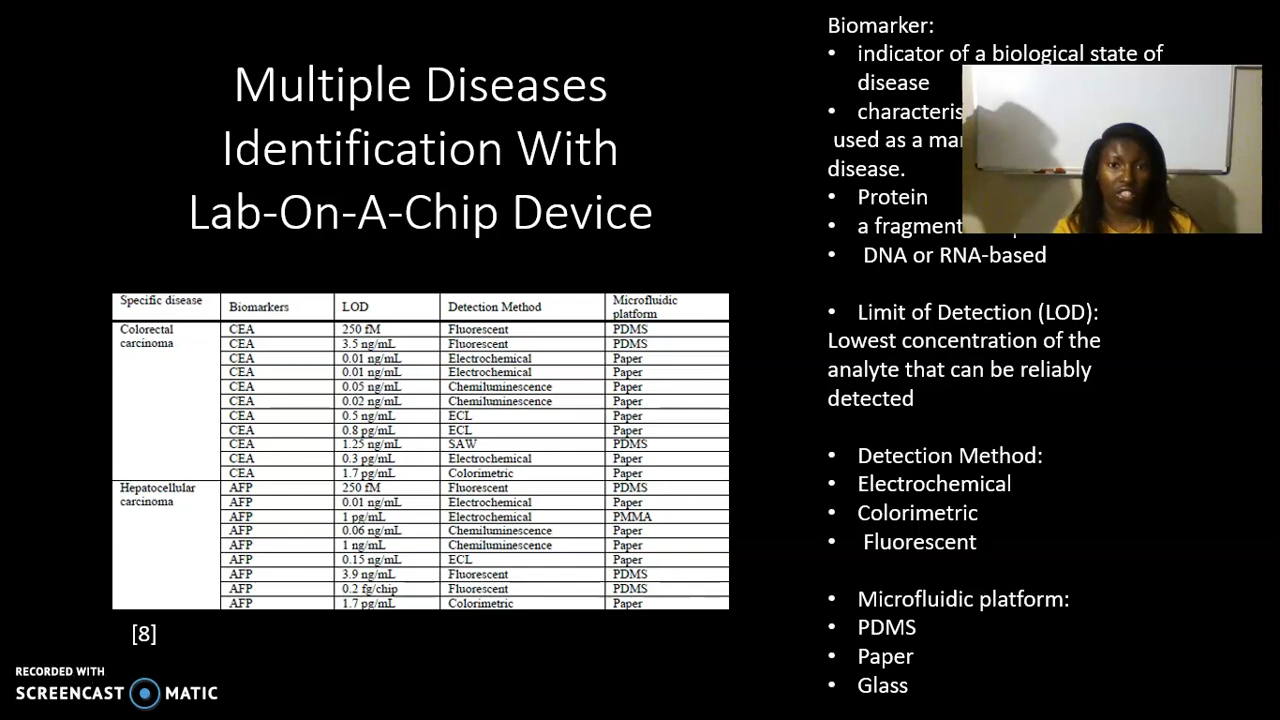 Multiple Diseases
Identification With
Lab-On-A-Chip Device
Specific disease Biomarkers LOD Detection Method Microfluidic platform
Colorectal carcinoma CEA 250 fM Fluorescent PDMS
CEA 3.5 ng/mL Fluorescent PDMS
CEA 0.01 ng/mL Electrochemical Paper
CEA 0.01 ng/mL Electrochemical Paper
CEA 0.05 ng/mL Chemiluminescence Paper
CEA 0.02 ng/mL Chemiluminescence Paper
CEA 0.5 ng/mL ECL Paper
CEA 0.8 pg/mL ECL Paper
CEA 1.25 ng/mL SAW PDMS
CEA 0.3 pg/mL Electrochemical Paper
CEA 1.7 pg/mL Colorimetric Paper
Hepatocellular carcinoma AFP 250 fM Fluorescent PDMS
AFP 0.01 ng/mL Electrochemical Paper
AFP 1 pg/mL Electrochemical PMMA
AFP 0.06 ng/mL Chemiluminescence Paper
AFP 1 ng/mL Chemiluminescence Paper
AFP 0.15 ng/mL ECL Paper
AFP 3.9 ng/mL Fluorescent PDMS
AFP 0.2 fg/chip Fluorescent PDMS
AFP 1.7 pg/mL Colorimetric Paper
[8]
RECORDED WITH
SCREENCAST MATIC
Biomarker:
• indicator of a biological state of
disease
•
used as a
disease.
• Protein
• a fragment
• DNA or RNA-based
• Limit of Detection (LOD):
Lowest concentration of the
analyte that can be reliably
detected
• Detection Method:
• Electrochemical
• Colorimetric
• Fluorescent
• Microfluidic platform:
• PDMS
• Paper
• Glass